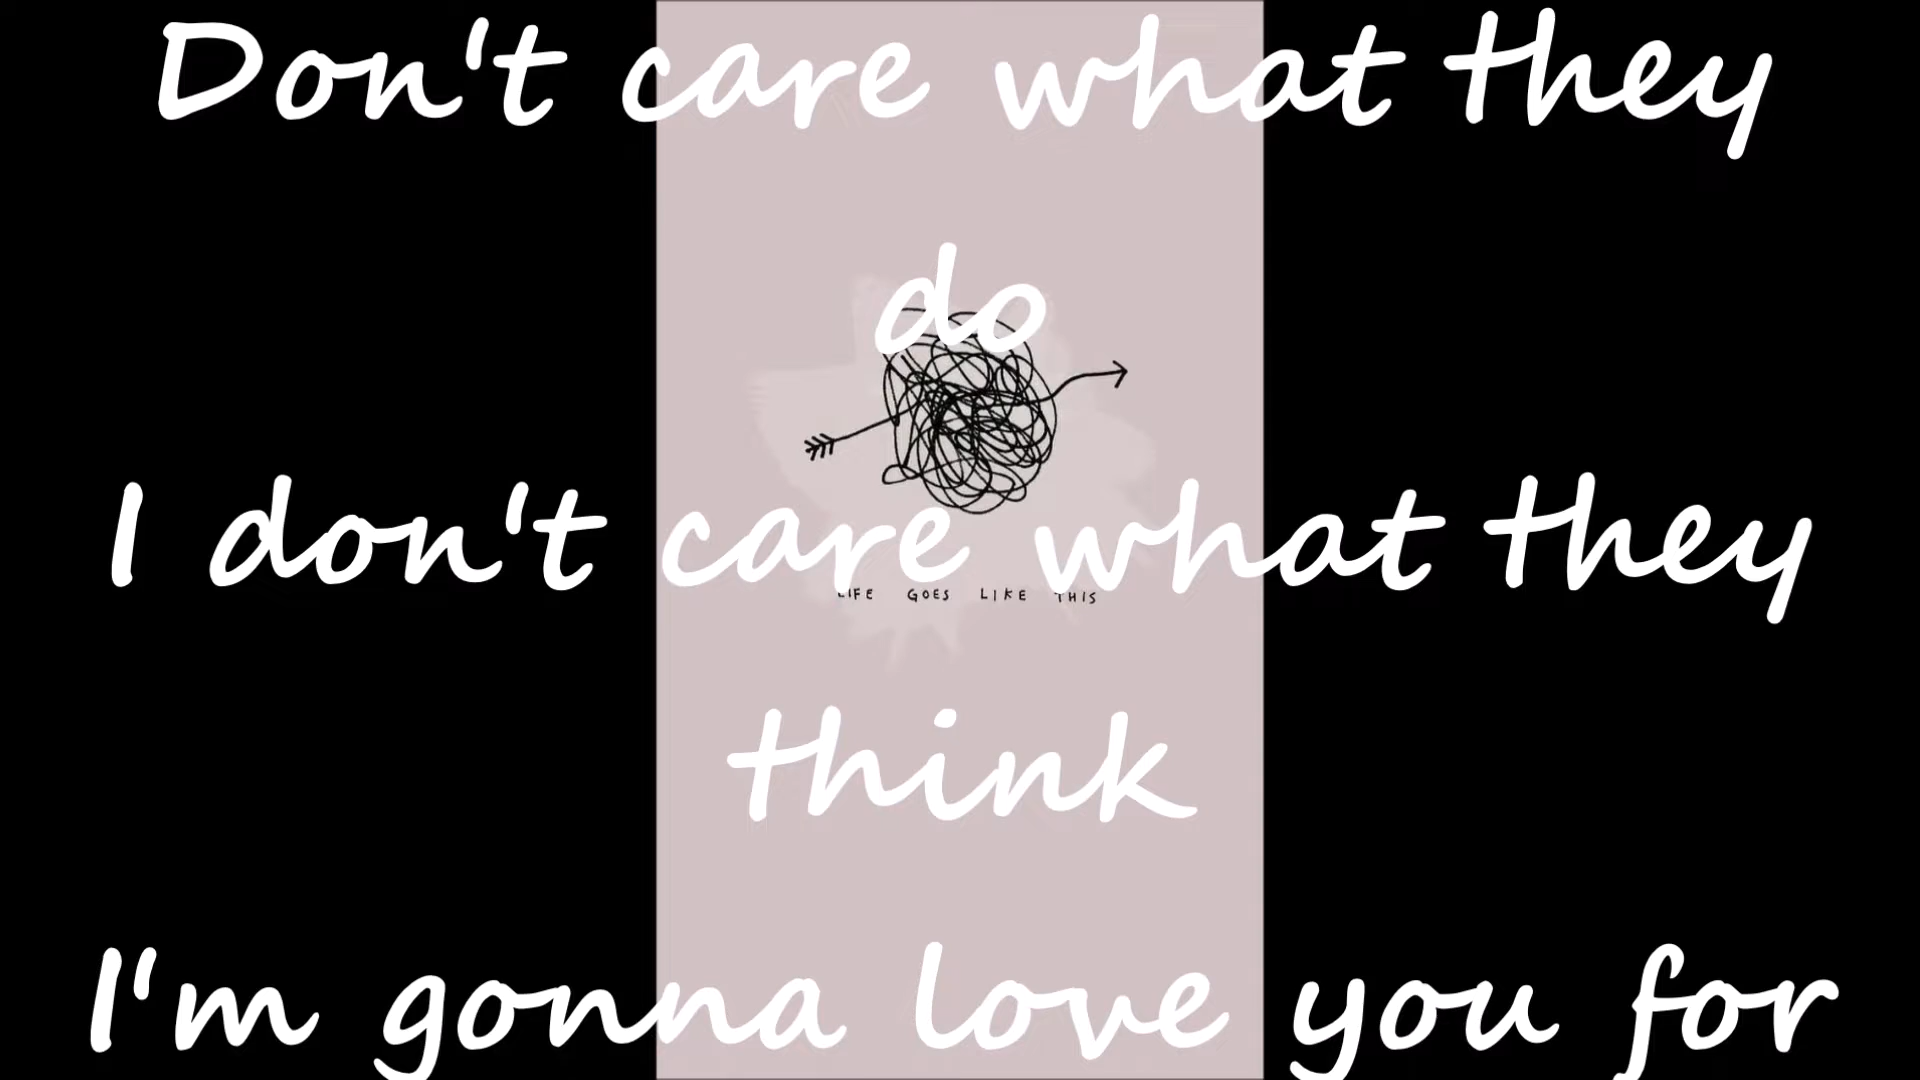 Don't care what they
do
I don't care what they
LIFE GOES LIKE THIS
think
I'm gonna love you for